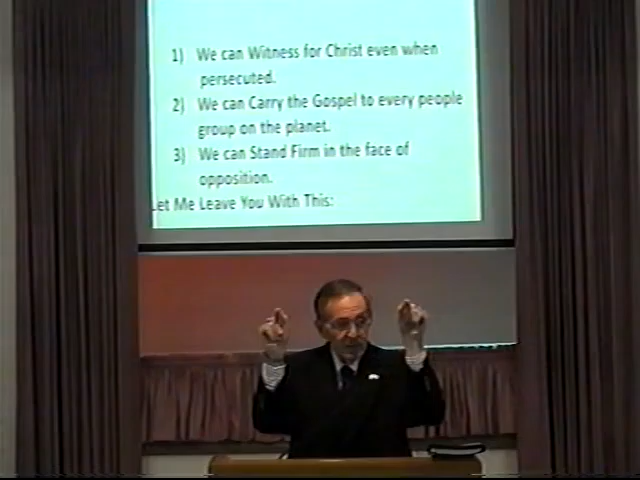 1) We can Witness for Christ even when
persecuted.
2) We can Carry the Gospel to every people
group on the planet.
3) We can Stand Firm in the face of
opposition.
Let Me Leave You With This: